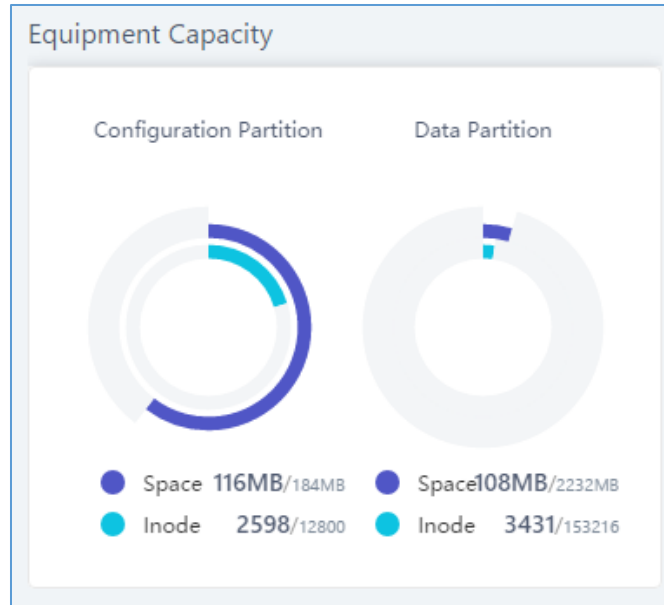 Equipment Capacity
Configuration Partition
Data Partition
Space 116MB/184MB
Inode 2598/12800
Space108MB/2232MB
Inode 3431/153216